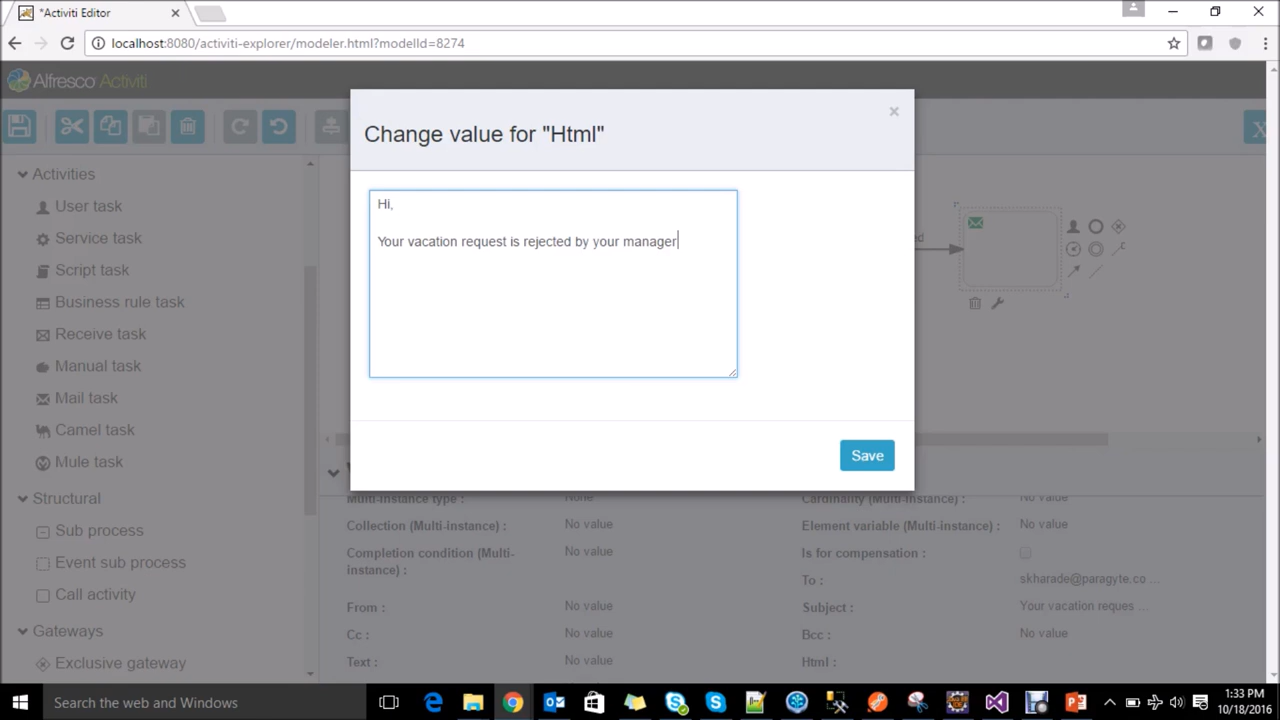 *Activiti Editor
localhost:8080/activiti-explorer/modeler.html?modelId=8274
Alfresco Activiti
Change value for "Html"
Hi,
Your vacation request is rejected by your manager
Save
Activities
User task
Service task
Script task
Business rule task
Receive task
Manual task
Mail task
Camel task
Mule task
Structural
Sub process
Event sub process
Call activity
Gateways
Exclusive gateway
ed
Multi-instance type : None
Cardinality (Multi-instance) : No value
Collection (Multi-instance) : No value
Element variable (Multi-instance) : No value
Completion condition (Multi-
instance) : No value
Is for compensation :
To : skharade@paragyte.co ...
From : No value
Subject : Your vacation reques ...
Cc : No value
Bcc : No value
Text : No value
Html :
Search the web and Windows
1:33 PM
10/18/2016